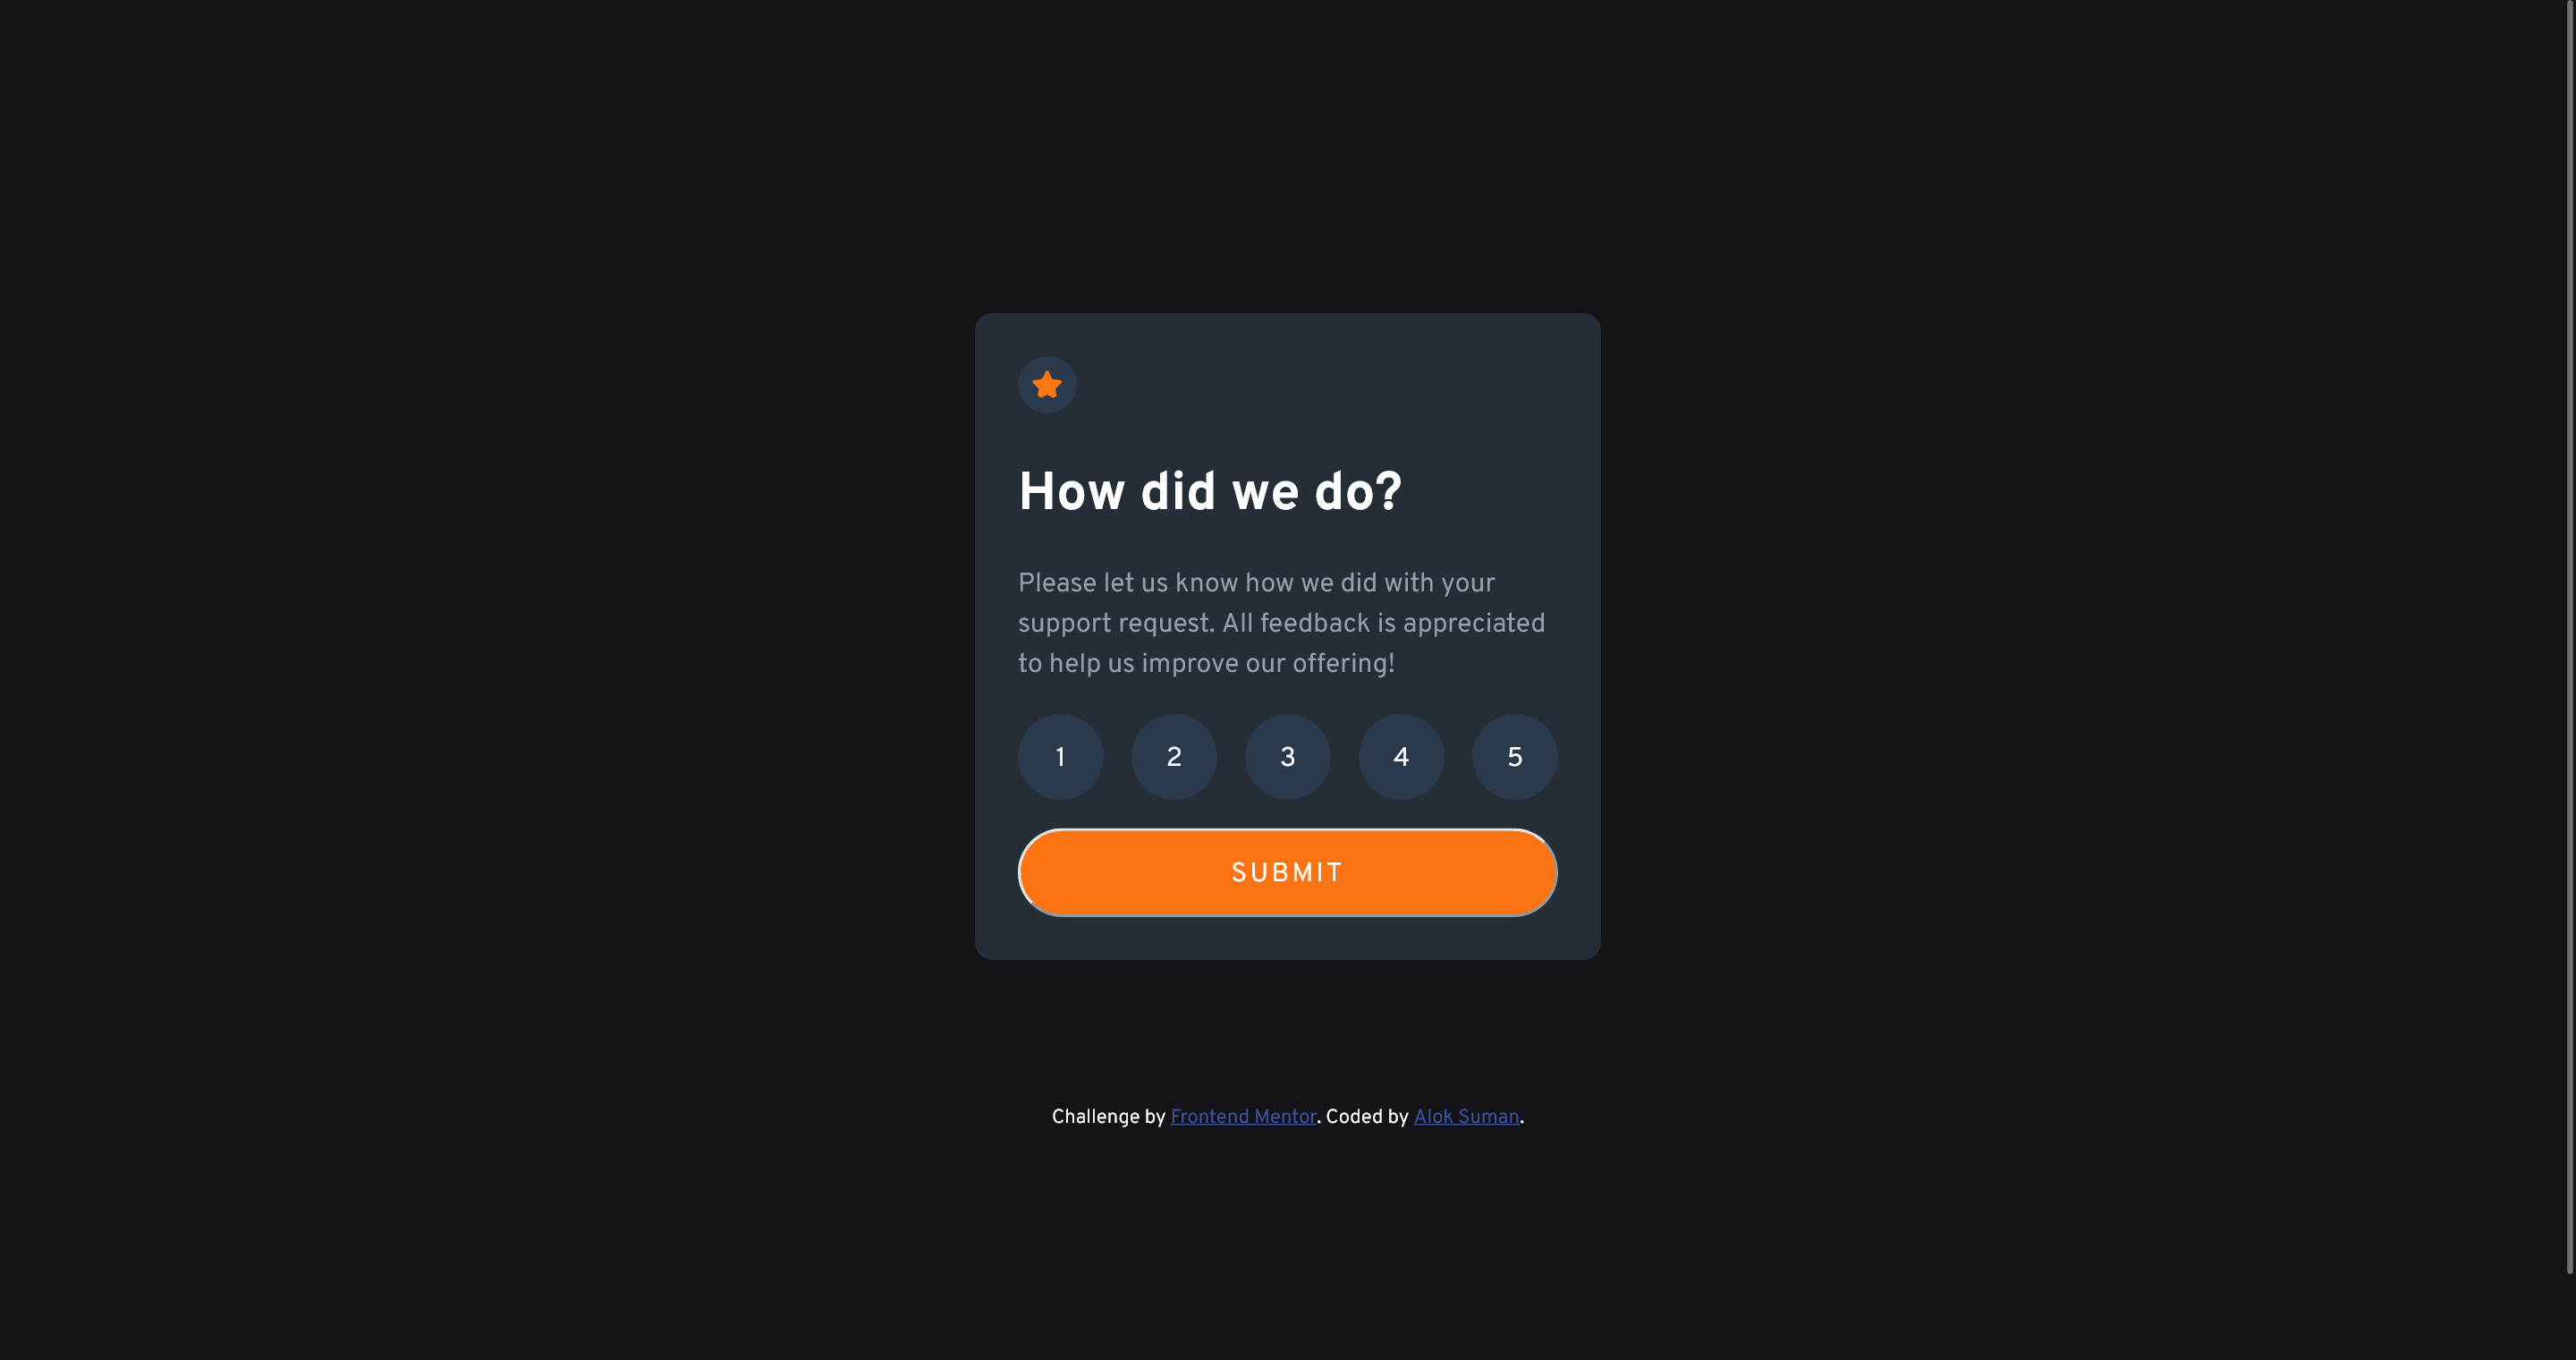 How did we do?
Please let us know how we did with your
support request. All feedback is appreciated
to help us improve our offering!
1 2 3 4 5
SUBMIT
Challenge by Frontend Mentor. Coded by Alok Suman.